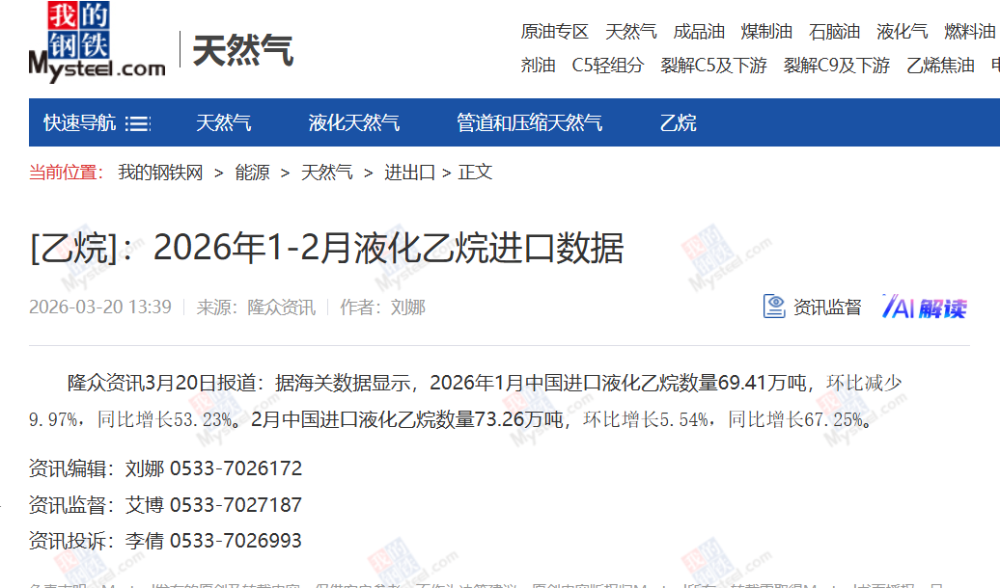 我的
钢铁
Mysteel.com
天然气
原油专区 天然气 成品油 煤制油 石脑油 液化气 燃料油
剂油 C5轻组分 裂解C5及下游 裂解C9及下游 乙烯焦油
快速导航 天然气 液化天然气 管道和压缩天然气 乙烷
当前位置： 我的钢铁网 > 能源 > 天然气 > 进出口 > 正文
[乙烷]：2026年1-2月液化乙烷进口数据
2026-03-20 13:39 来源：隆众资讯 作者：刘娜
资讯监督 AI解读
隆众资讯3月20日报道：据海关数据显示，2026年1月中国进口液化乙烷数量69.41万吨，环比减少
9.97%，同比增长53.23%。2月中国进口液化乙烷数量73.26万吨，环比增长5.54%，同比增长67.25%。
资讯编辑：刘娜 0533-7026172
资讯监督：艾博 0533-7027187
资讯投诉：李倩 0533-7026993